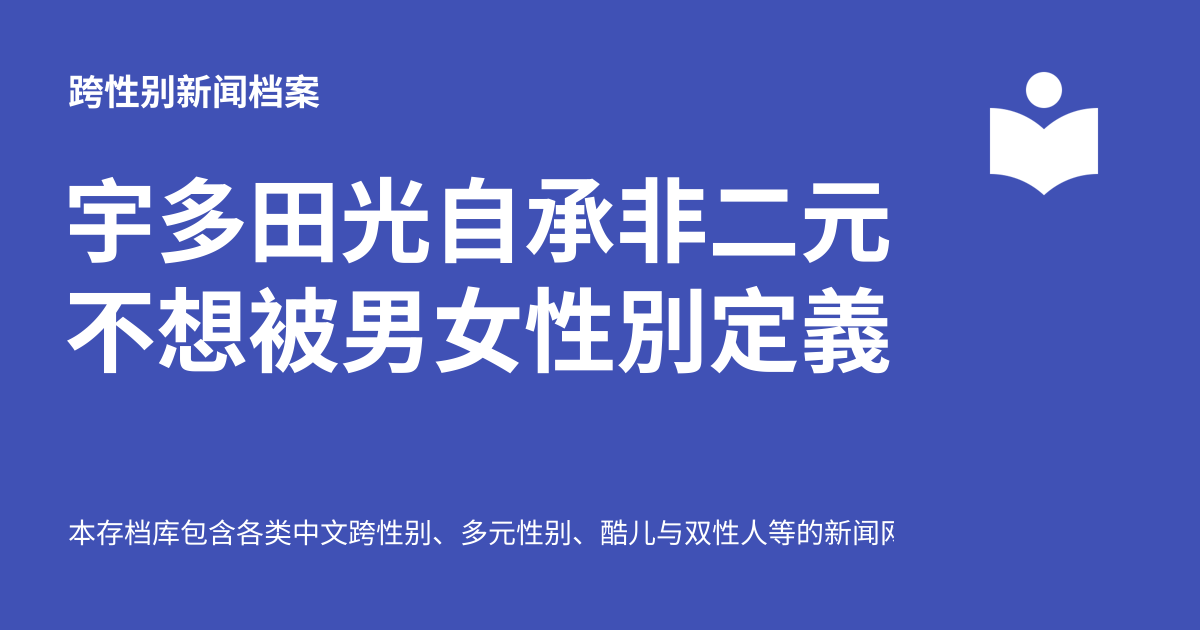 跨性别新闻档案
宇多田光自承非二元
不想被男女性別定義
本存档库包含各类中文跨性别、多元性别、酷儿与双性人等的新闻